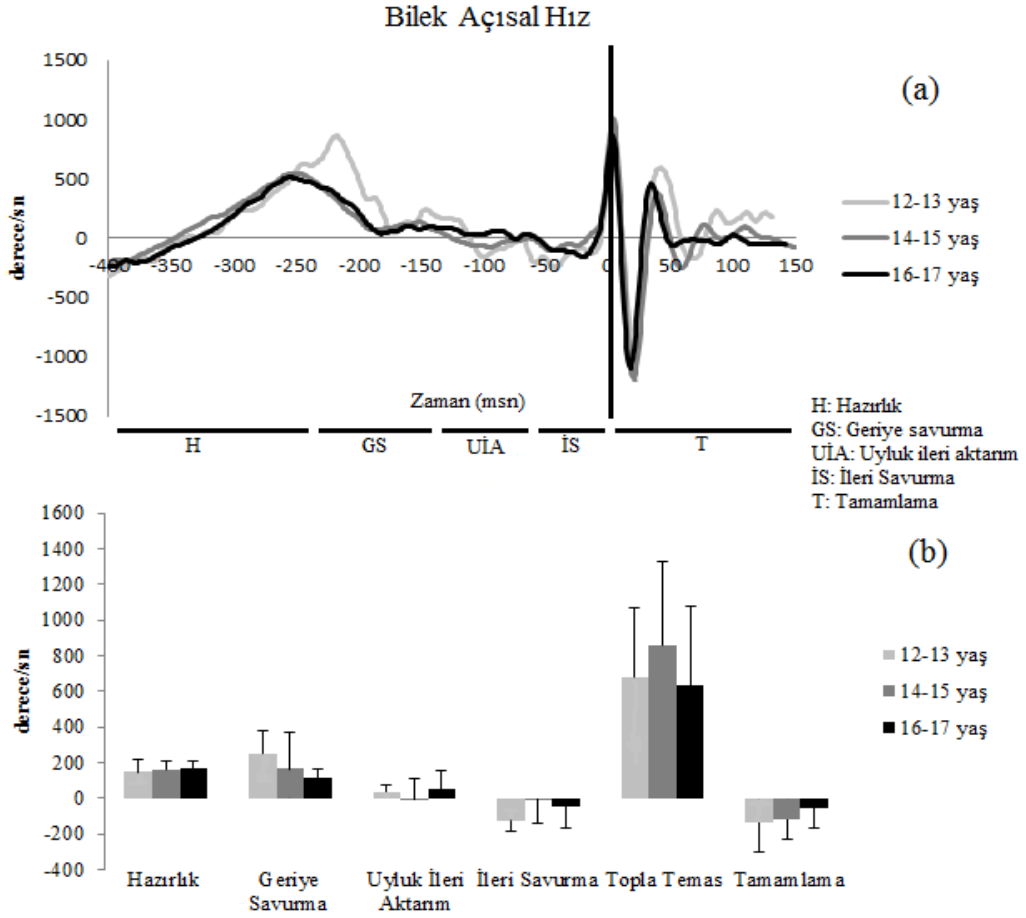 Bilek Açısal Hız
1500
1000
500
0
-500
-1000
-1500
derece/sn
-400
-350
-300
-250
-200
-150
-100
-50
0
50
100
150
Zaman (msn)
(a)
12-13 yaş
14-15 yaş
16-17 yaş
H
GS
UİA
İS
T
H: Hazırlık
GS: Geriye savurma
UİA: Uyluk ileri aktarım
İS: İleri Savurma
T: Tamamlama
1600
1400
1200
1000
800
600
400
200
0
-200
-400
derece/sn
(b)
12-13 yaş
14-15 yaş
16-17 yaş
Hazırlık
Geriye
Savurma
Uyluk İleri
Aktarım
İleri Savurma
Topla Temas
Tamamlama